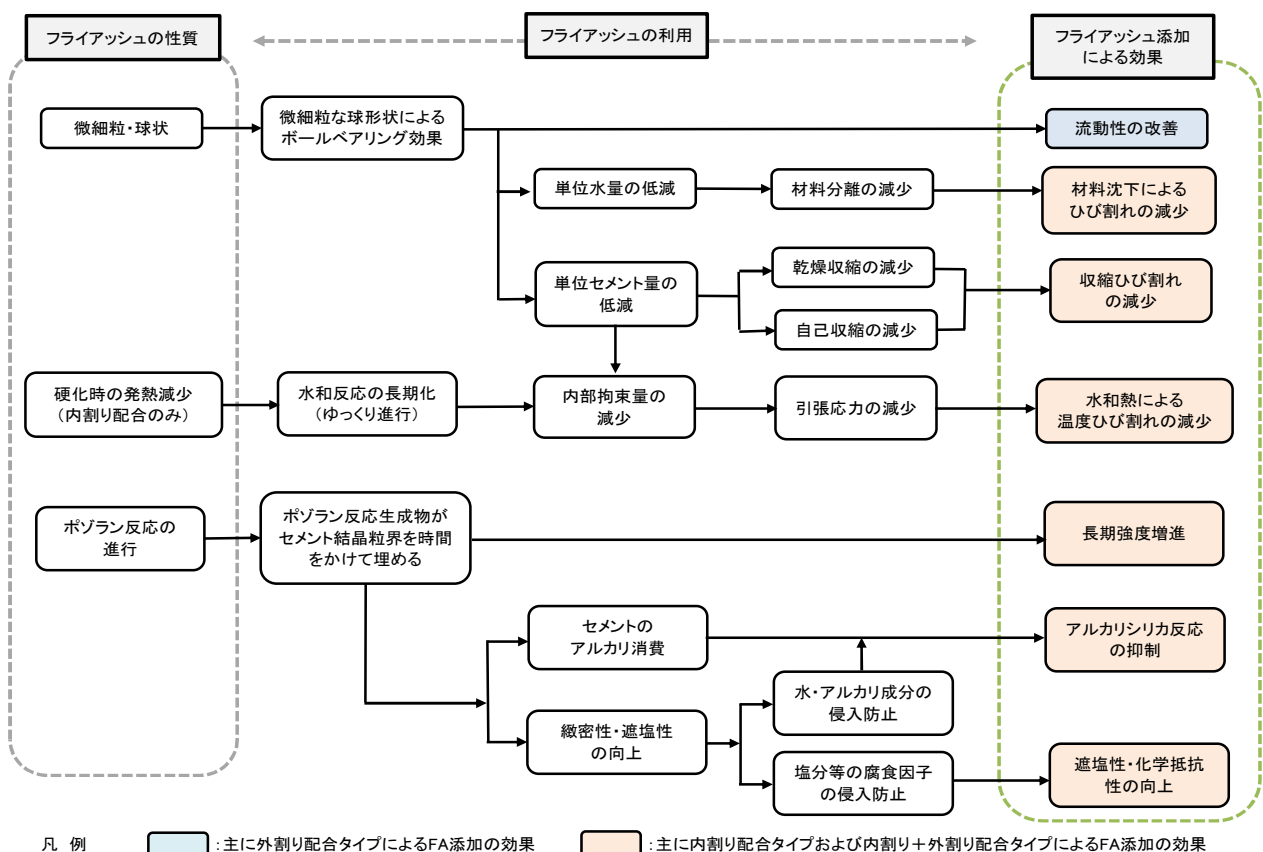 フライアッシュの性質
フライアッシュの利用
フライアッシュ添加
による効果
微細粒・球状
微細粒な球形状による
ボールベアリング効果
流動性の改善
単位水量の低減
材料分離の減少
材料沈下による
ひび割れの減少
単位セメント量の
低減
乾燥収縮の減少
自己収縮の減少
収縮ひび割れ
の減少
硬化時の発熱減少
(内割り配合のみ)
水和反応の長期化
(ゆっくり進行)
内部拘束量の
減少
引張応力の減少
水和熱による
温度ひび割れの減少
ポゾラン反応の
進行
ポゾラン反応生成物が
セメント結晶粒界を時間
をかけて埋める
長期強度増進
セメントの
アルカリ消費
アルカリシリカ反応
の抑制
水・アルカリ成分の
侵入防止
緻密性・遮塩性
の向上
塩分等の腐食因子
の侵入防止
遮塩性・化学抵抗
性の向上
凡 例
:主に外割り配合タイプによるFA添加の効果
:主に内割り配合タイプおよび内割り+外割り配合タイプによるFA添加の効果